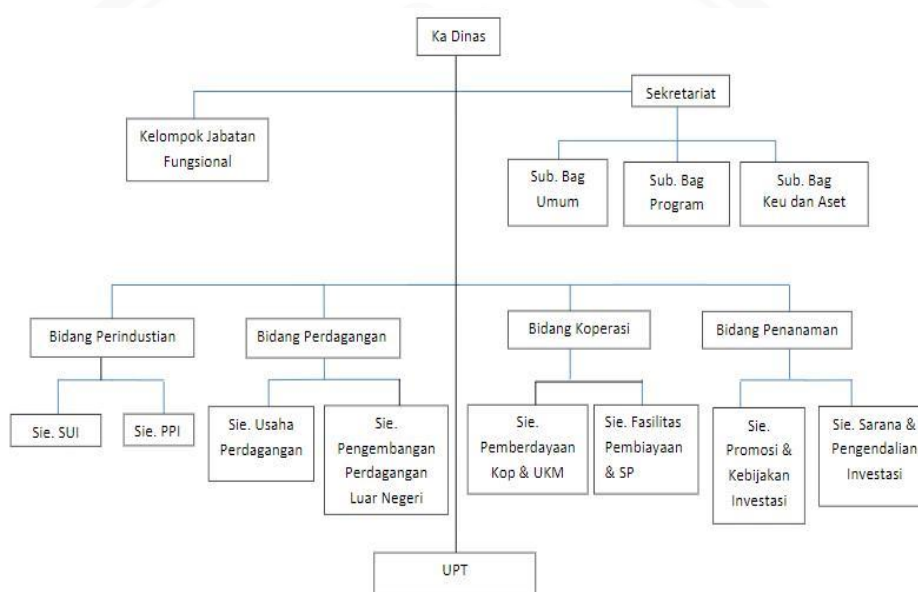 Ka Dinas
Sekretariat
Kelompok Jabatan
Fungsional
Sub. Bag
Umum
Sub. Bag
Program
Sub. Bag
Keu dan Aset
Bidang Perindustian
Bidang Perdagangan
Bidang Koperasi
Bidang Penanaman
Sie. SUI
Sie. PPI
Sie. Usaha
Perdagangan
Sie.
Pengembangan
Perdagangan
Luar Negeri
Sie.
Pemberdayaan
Kop & UKM
Sie. Fasilitas
Pembiayaan
& SP
Sie.
Promosi &
Kebijakan
Investasi
Sie. Sarana &
Pengendalian
Investasi
UPT